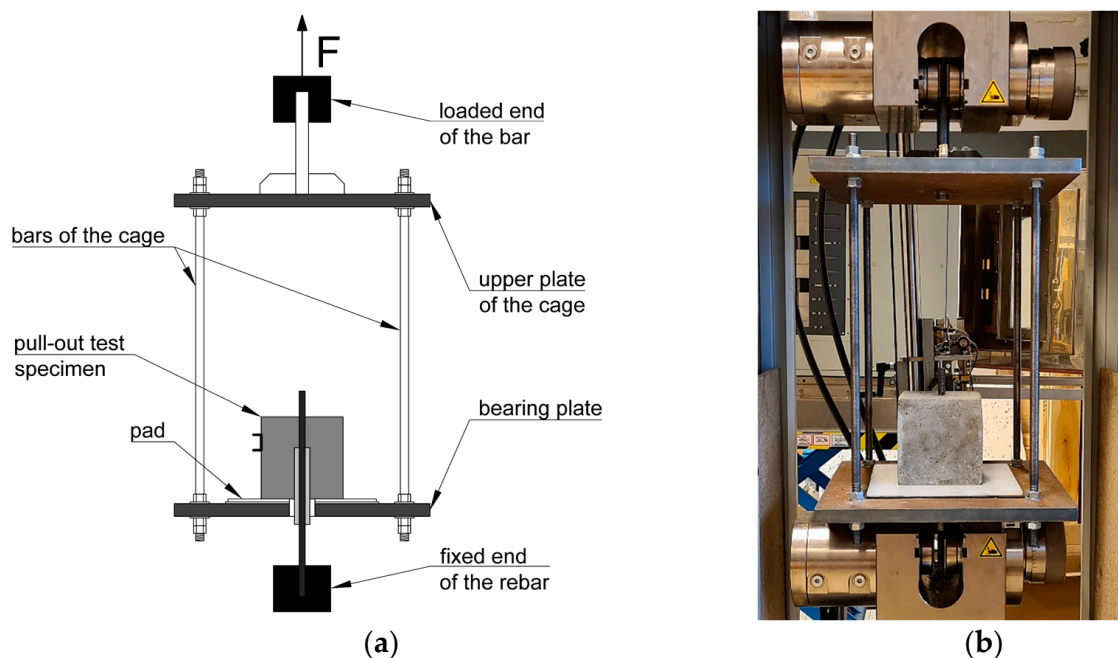 F
loaded end
of the bar
bars of the cage
upper plate
of the cage
pull-out test
specimen
pad
bearing plate
fixed end
of the rebar
(a)
(b)